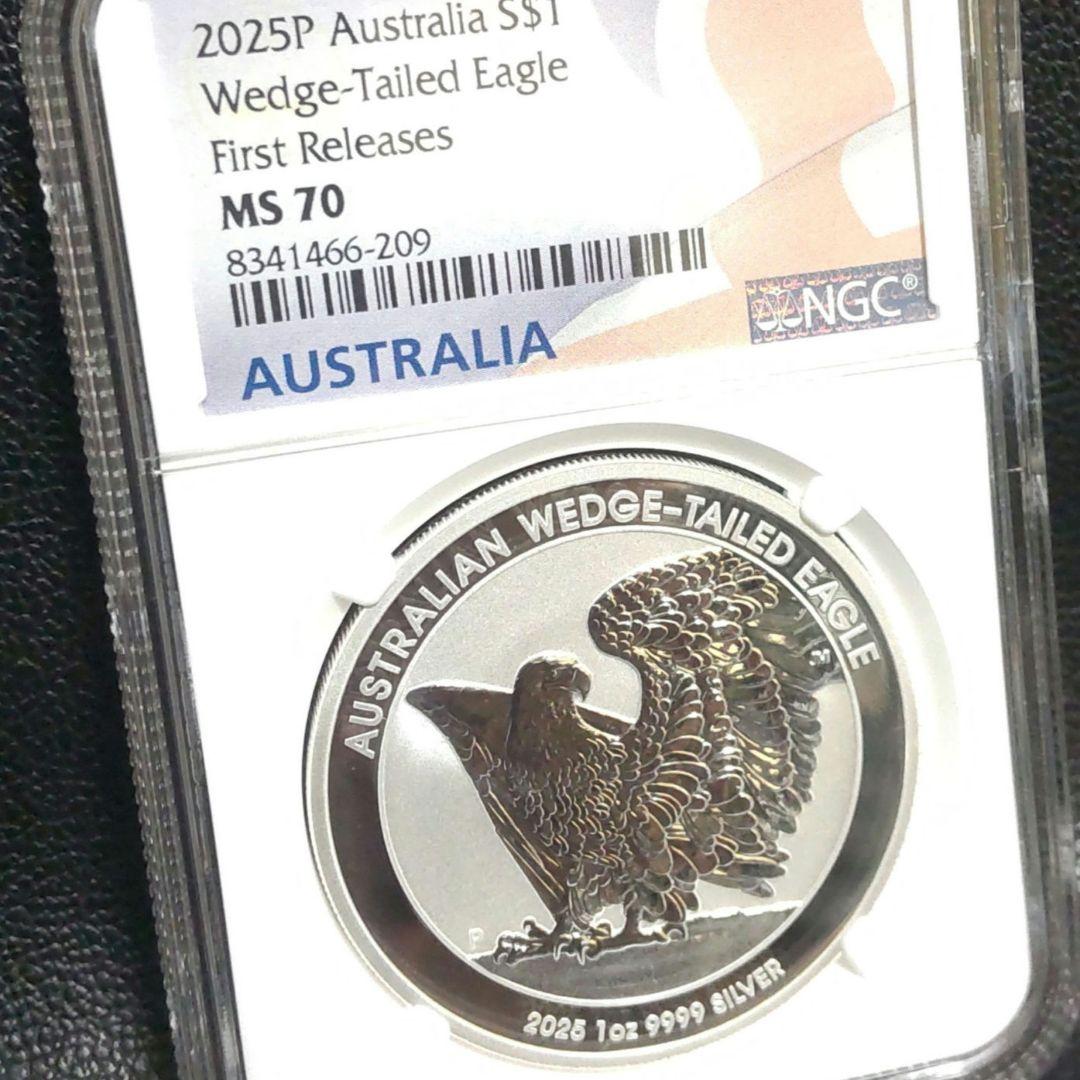 2025P Australia S$1
Wedge-Tailed Eagle
First Releases
MS 70
8341466-209
NGC®
AUSTRALIA
AUSTRALIAN WEDGE-TAILED EAGLE
P
2025 1oz 9999 SILVER